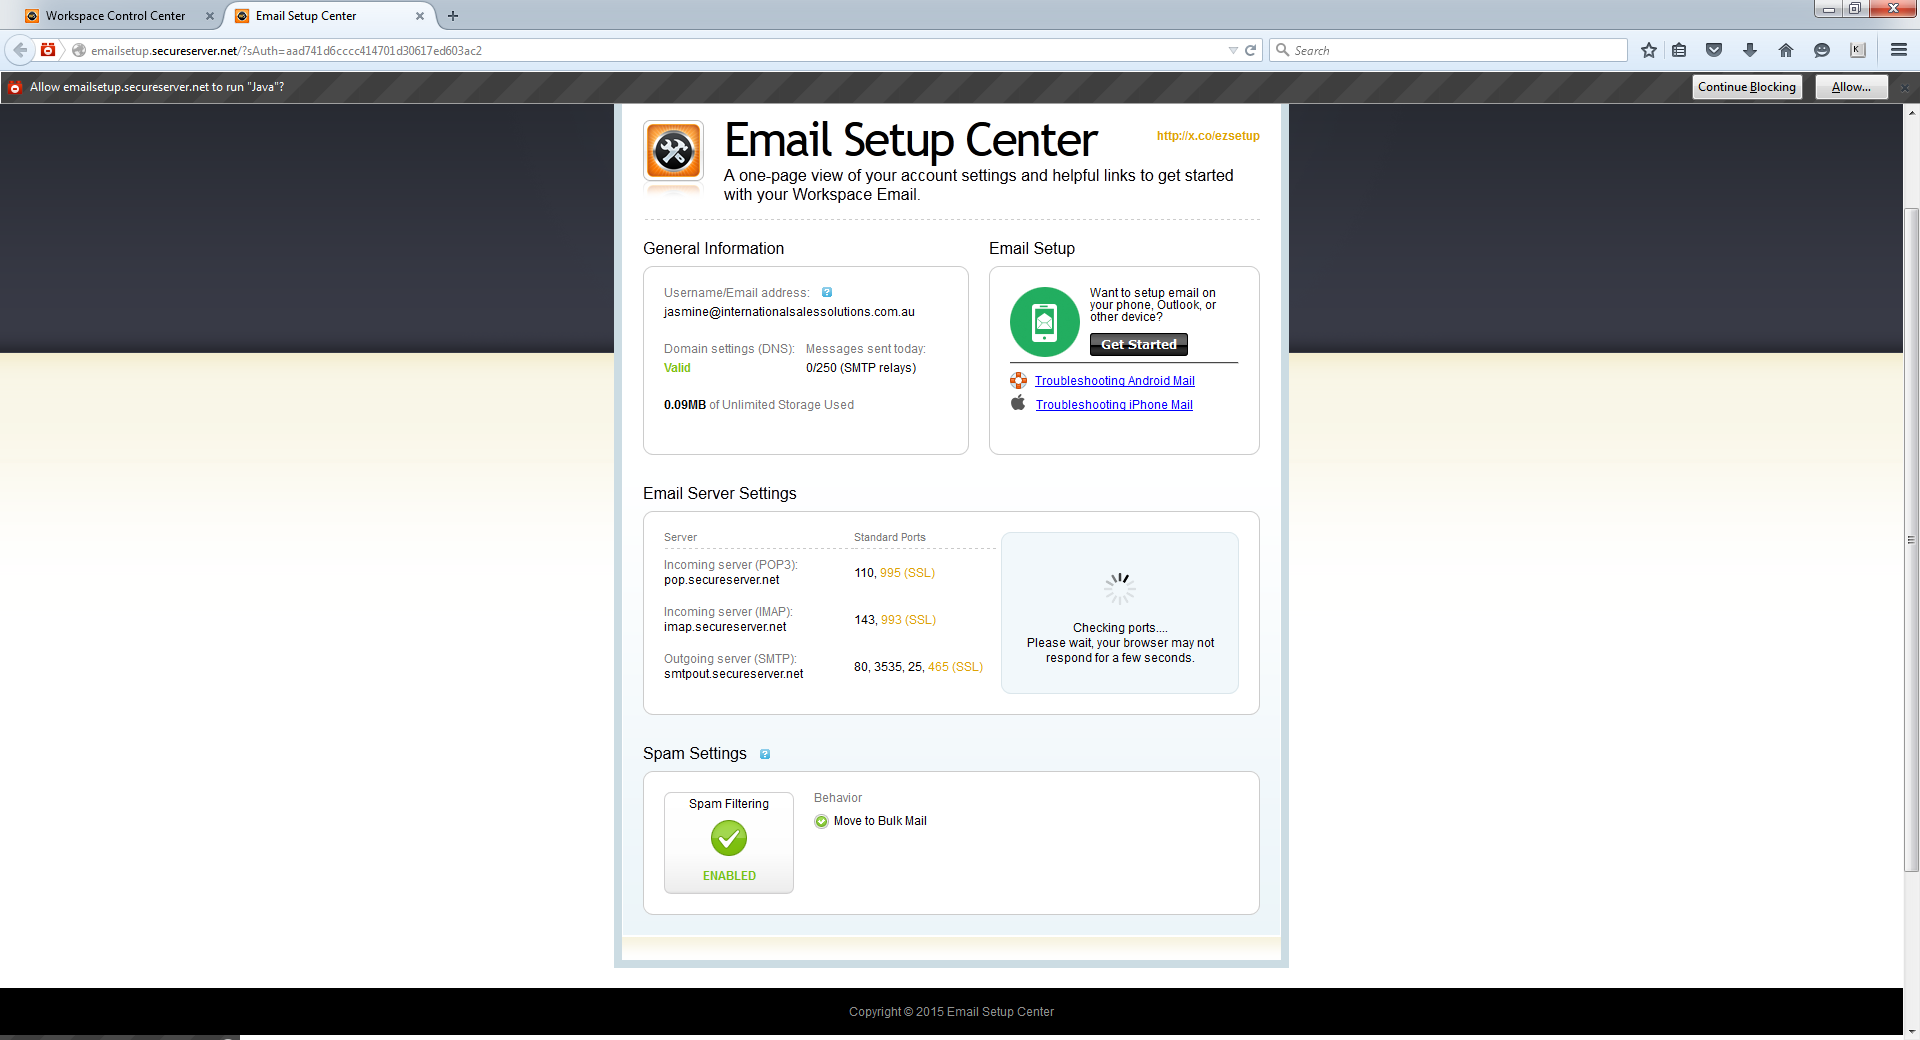 Workspace Control Center
Email Setup Center
emailsetup.secureserver.net/?sAuth=aad741d6cccc414701d30617ed603ac2
Search
Allow emailsetup.secureserver.net to run "Java"?
Continue Blocking
Allow...
Email Setup Center
http://x.co/ezsetup
A one-page view of your account settings and helpful links to get started
with your Workspace Email.
General Information
Username/Email address: ?
jasmine@internationalsalessolutions.com.au
Domain settings (DNS): Messages sent today:
Valid 0/250 (SMTP relays)
0.09MB of Unlimited Storage Used
Email Setup
Want to setup email on
your phone, Outlook, or
other device?
Get Started
Troubleshooting Android Mail
Troubleshooting iPhone Mail
Email Server Settings
Server Standard Ports
Incoming server (POP3):
pop.secureserver.net
110, 995 (SSL)
Incoming server (IMAP):
imap.secureserver.net
143, 993 (SSL)
Outgoing server (SMTP):
smtpout.secureserver.net
80, 3535, 25, 465 (SSL)
Checking ports....
Please wait, your browser may not
respond for a few seconds.
Spam Settings ?
Spam Filtering
ENABLED
Behavior
Move to Bulk Mail
Copyright © 2015 Email Setup Center